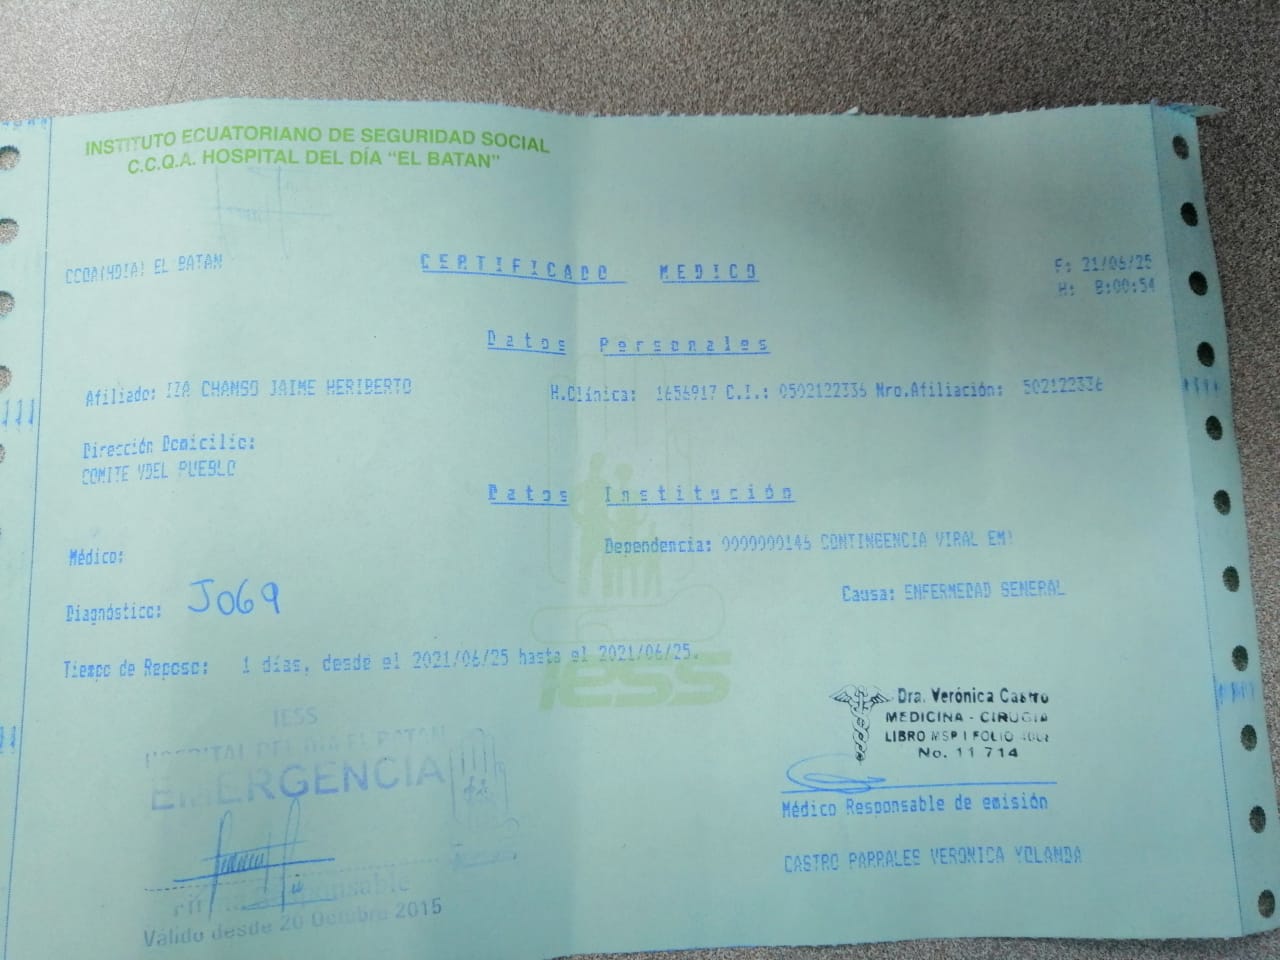 INSTITUTO ECUATORIANO DE SEGURIDAD SOCIAL
C.C.Q.A. HOSPITAL DEL DÍA "EL BATAN"
CCQA(HDIA) EL BATAN
CERTIFICADO MEDICO
F: 21/06/25
H: 8:00:54
Datos Personales
Afiliado: IZA CHANGO JAIME HERIBERTO H.Clínica: 1656917 C.I.: 0502122336 Nro.Afiliación: 502122336
Dirección Domicilio:
COMITE VDEL PUEBLO
Datos Institución
Médico:
Dependencia: 0000000146 CONTINGENCIA VIRAL EM!
Diagnóstico: J069
Causa: ENFERMEDAD GENERAL
Tiempo de Reposo: 1 días, desde el 2021/06/25 hasta el 2021/06/25.
IESS
Dra. Verónica Castro
MEDICINA - CIRUGIA
LIBRO MSP I FOLIO
No. 11 714
IESS
HOSPITAL DEL DIA EL BATAN
EMERGENCIA
Médico Responsable de emisión
CASTRO PARRALES VERONICA YOLANDA
Responsable
Válido desde 20 Octubre 2015